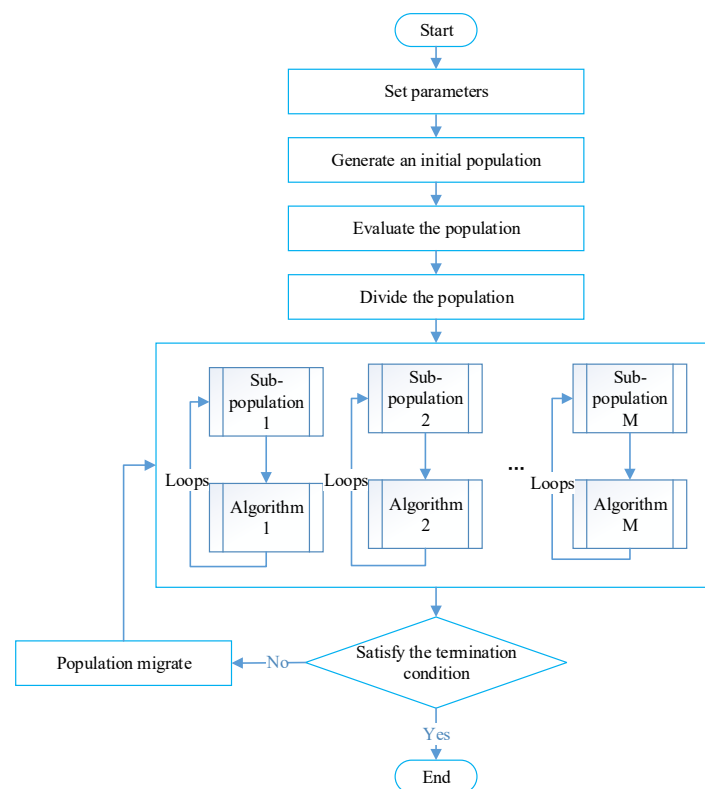 Start
Set parameters
Generate an initial population
Evaluate the population
Divide the population
Sub-
population
1
Sub-
population
2
Sub-
population
M
Loops
Loops
...
Loops
Algorithm
1
Algorithm
2
Algorithm
M
Satisfy the termination
condition
No
Population migrate
Yes
End